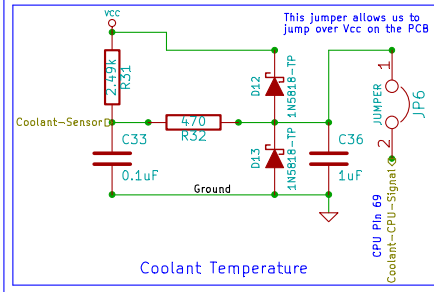 vcc
This jumper allows us to
jump over Vcc on the PCB
2.49k
R31
D12
1N5818-TP
1
JUMPER
JP6
2
Coolant-Sensor
470
R32
C33
0.1uF
D13
1N5818-TP
C36
1uF
Ground
CPU Pin 69
Coolant-CPU-Signal
Coolant Temperature